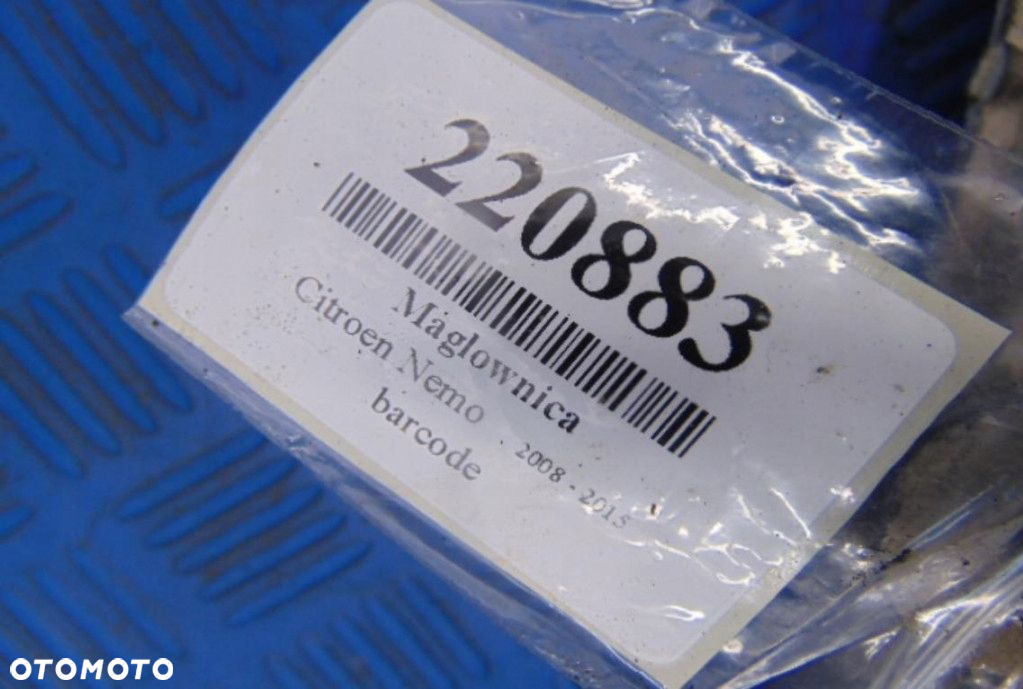 220883
Maglownica
Citroen Nemo 2008 - 2015
barcode
OTOMOTO